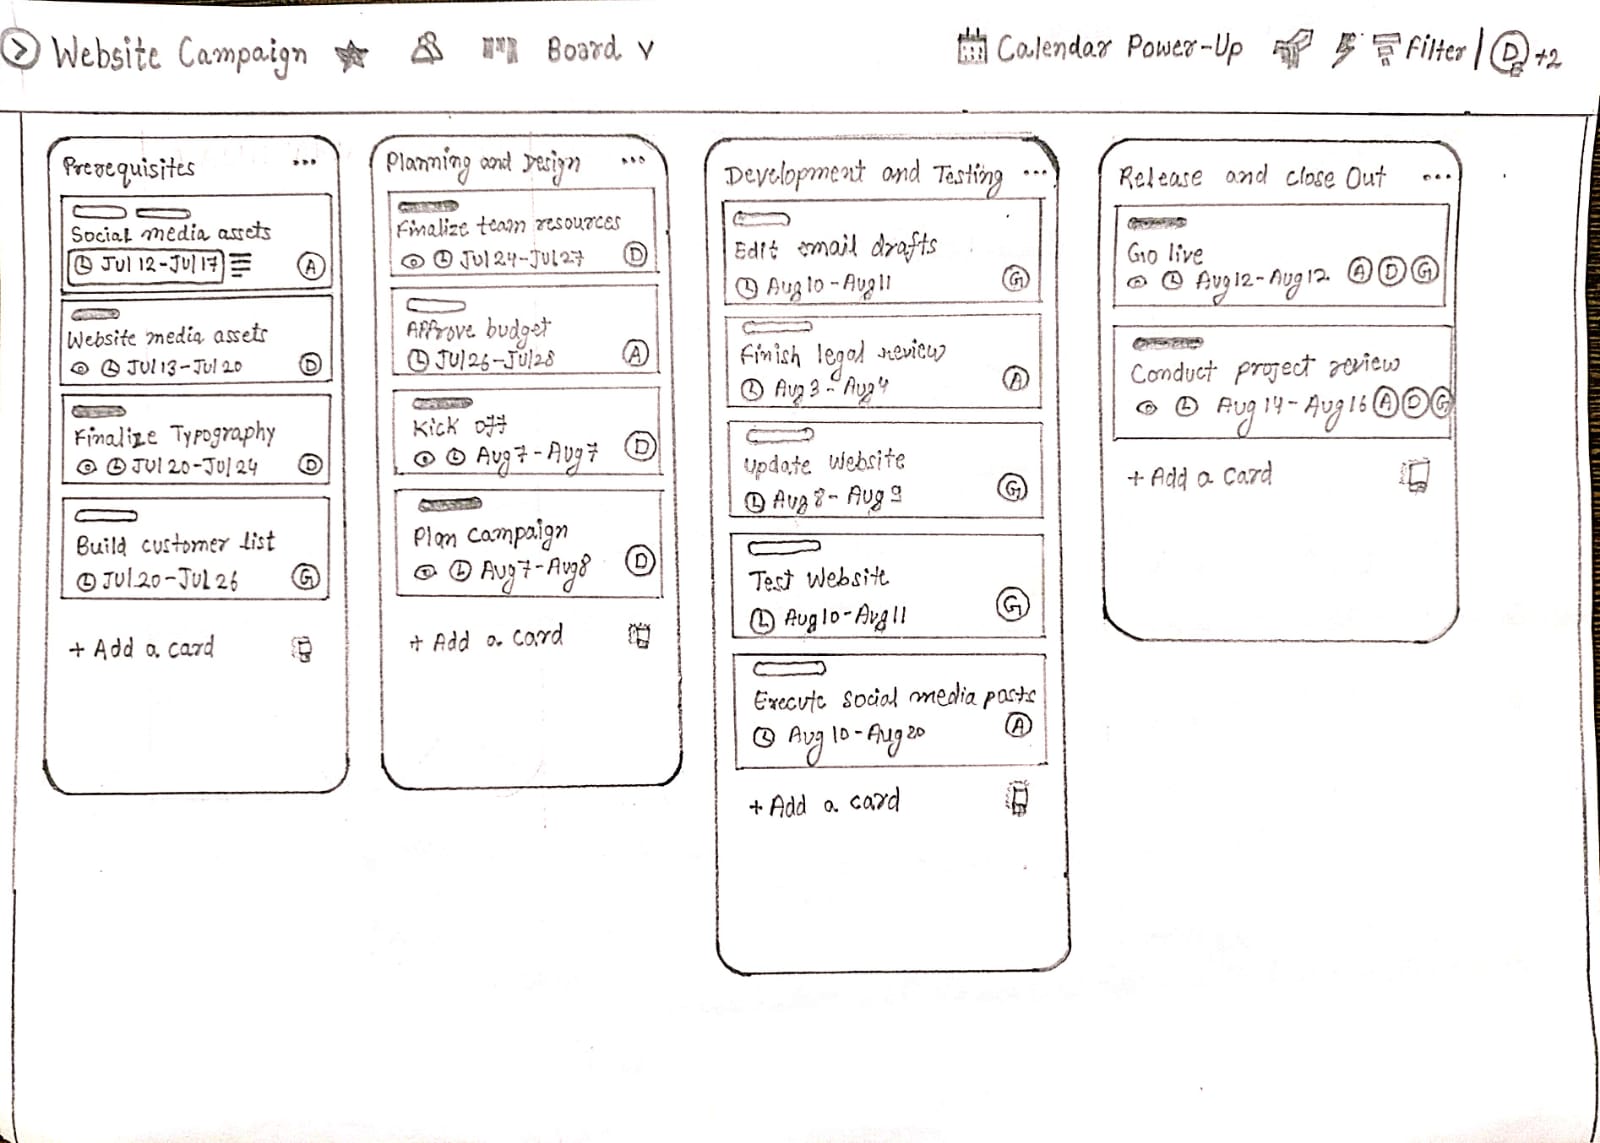 Website Campaign Board v Calendar Power-Up Filter | D +2
Prerequisites ...
Social media assets
Jul 12-Jul 17 A
Website media assets
Jul 13-Jul 20 D
Finalize Typography
Jul 20-Jul 24 D
Build customer list
Jul 20-Jul 26 G
+ Add a card
Planning and Design ...
Finalize team resources
Jul 24-Jul 27 D
Approve budget
Jul 26-Jul 28 A
Kick off
Aug 7-Aug 7 D
Plan Campaign
Aug 7-Aug 8 D
+ Add a card
Development and Testing ...
Edit email drafts
Aug 10-Aug 11 G
Finish legal review
Aug 3-Aug 4 A
Update Website
Aug 8-Aug 9 G
Test Website
Aug 10-Aug 11 G
Execute social media posts
Aug 10-Aug 20 A
+ Add a card
Release and close Out ...
Go live
Aug 12-Aug 12 A D G
Conduct project review
Aug 14-Aug 16 A D G
+ Add a card